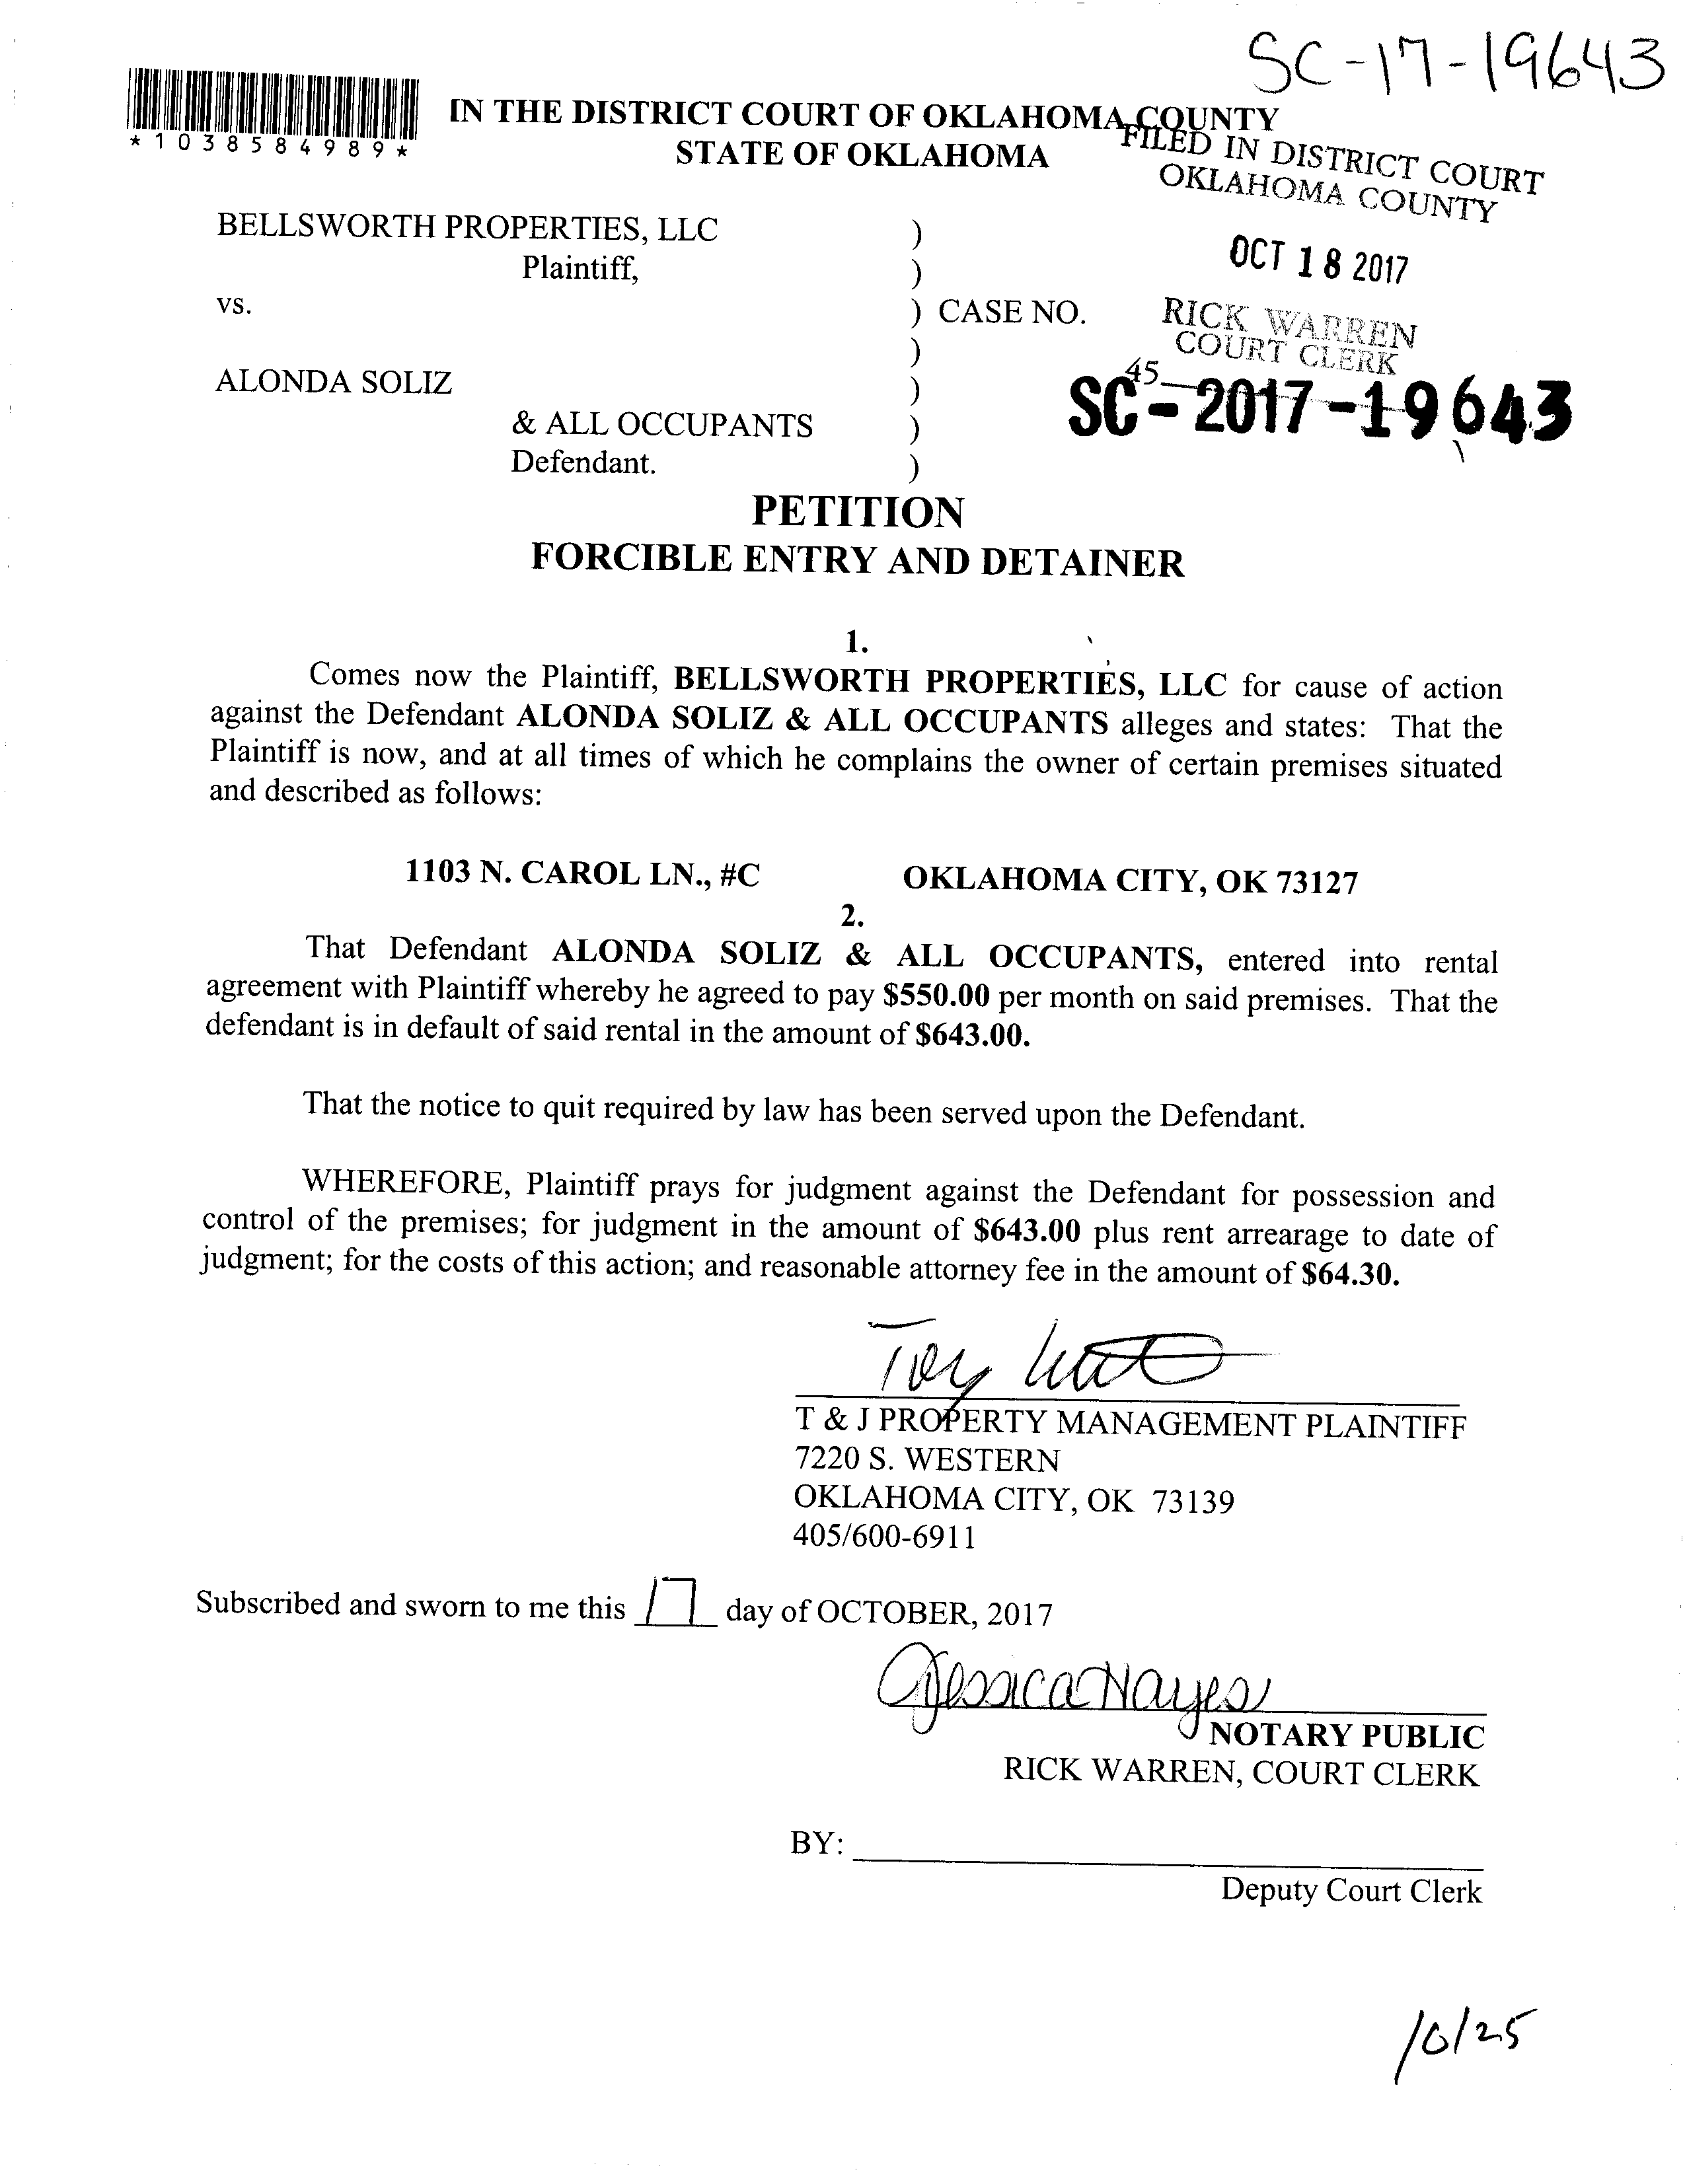 SC-17-19643
*1038584989*
IN THE DISTRICT COURT OF OKLAHOMA COUNTY
STATE OF OKLAHOMA
FILED IN DISTRICT COURT
OKLAHOMA COUNTY
BELLSWORTH PROPERTIES, LLC )
Plaintiff, )
OCT 18 2017
vs. ) CASE NO.
RICK WARREN
COURT CLERK
)
45
ALONDA SOLIZ )
SC-2017-19643
& ALL OCCUPANTS )
Defendant. )
PETITION
FORCIBLE ENTRY AND DETAINER
1.
Comes now the Plaintiff, BELLSWORTH PROPERTIES, LLC for cause of action
against the Defendant ALONDA SOLIZ & ALL OCCUPANTS alleges and states: That the
Plaintiff is now, and at all times of which he complains the owner of certain premises situated
and described as follows:
1103 N. CAROL LN., #C OKLAHOMA CITY, OK 73127
2.
That Defendant ALONDA SOLIZ & ALL OCCUPANTS, entered into rental
agreement with Plaintiff whereby he agreed to pay $550.00 per month on said premises. That the
defendant is in default of said rental in the amount of $643.00.
That the notice to quit required by law has been served upon the Defendant.
WHEREFORE, Plaintiff prays for judgment against the Defendant for possession and
control of the premises; for judgment in the amount of $643.00 plus rent arrearage to date of
judgment; for the costs of this action; and reasonable attorney fee in the amount of $64.30.
T & J PROPERTY MANAGEMENT PLAINTIFF
7220 S. WESTERN
OKLAHOMA CITY, OK 73139
405/600-6911
Subscribed and sworn to me this 17 day of OCTOBER, 2017
Jessica Hayes
NOTARY PUBLIC
RICK WARREN, COURT CLERK
BY:
Deputy Court Clerk
10/25